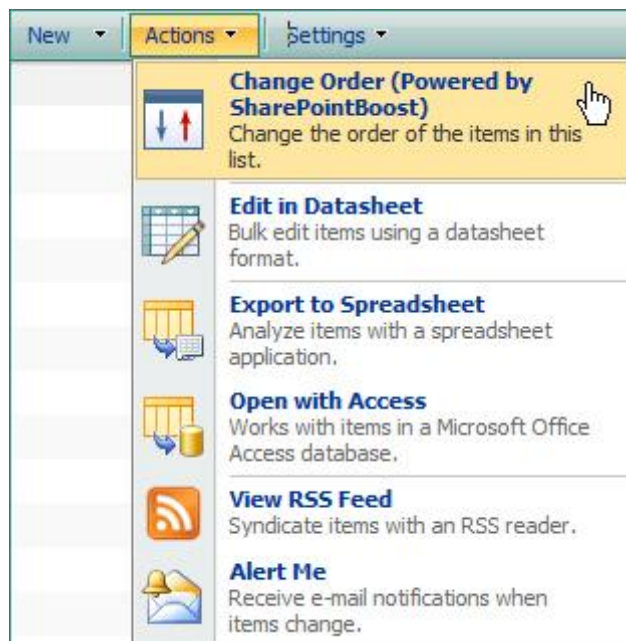 New Actions Settings
Change Order (Powered by
SharePointBoost)
Change the order of the items in this
list.
Edit in Datasheet
Bulk edit items using a datasheet
format.
Export to Spreadsheet
Analyze items with a spreadsheet
application.
Open with Access
Works with items in a Microsoft Office
Access database.
View RSS Feed
Syndicate items with an RSS reader.
Alert Me
Receive e-mail notifications when
items change.